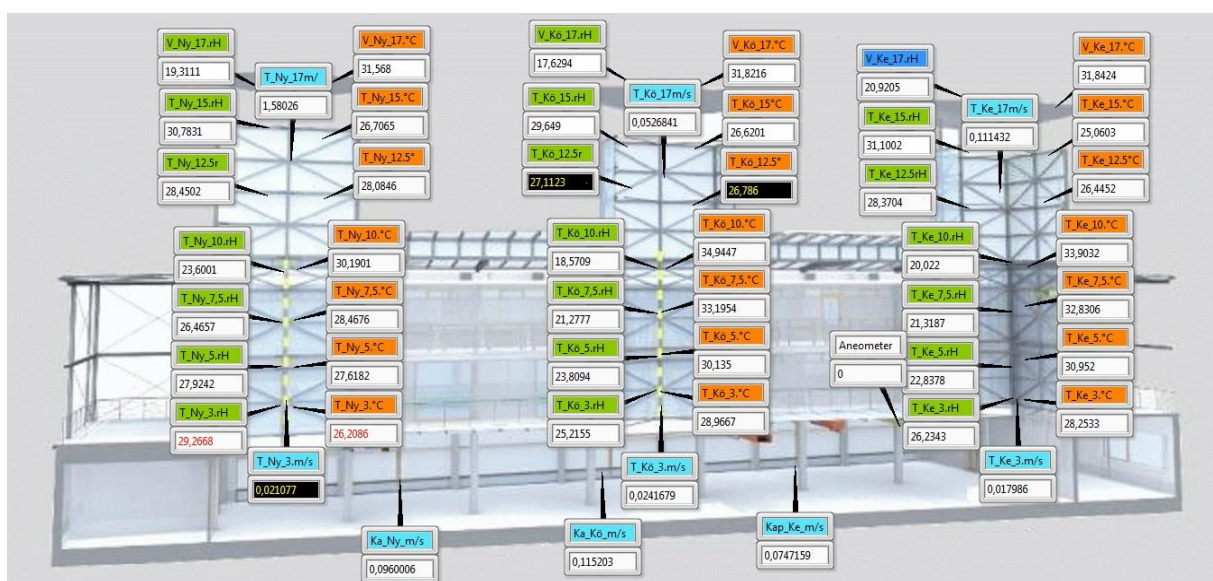 V_Ny_17.rH
19,3111
V_Ny_17.°C
31,568
T_Ny_17m/
1,58026
T_Ny_15.rH
30,7831
T_Ny_15.°C
26,7065
T_Ny_12.5r
28,4502
T_Ny_12.5°
28,0846
T_Ny_10.rH
23,6001
T_Ny_10.°C
30,1901
T_Ny_7,5.rH
26,4657
T_Ny_7,5.°C
28,4676
T_Ny_5.rH
27,9242
T_Ny_5.°C
27,6182
T_Ny_3.rH
29,2668
T_Ny_3.°C
26,2086
T_Ny_3.m/s
0,021077
Ka_Ny_m/s
0,0960006
V_Kö_17.rH
17,6294
V_Kö_17.°C
31,8216
T_Kö_17m/s
0,0526841
T_Kö_15.rH
29,649
T_Kö_15°C
26,6201
T_Kö_12.5r
27,1123
T_Kö_12.5°
26,786
T_Kö_10.rH
18,5709
T_Kö_10.°C
34,9447
T_Kö_7,5.rH
21,2777
T_Kö_7,5.°C
33,1954
T_Kö_5.rH
23,8094
T_Kö_5.°C
30,135
T_Kö_3.rH
25,2155
T_Kö_3.°C
28,9667
T_Kö_3.m/s
0,0241679
Ka_Kö_m/s
0,115203
V_Ke_17.rH
20,9205
V_Ke_17.°C
31,8424
T_Ke_17m/s
0,111432
T_Ke_15.rH
31,1002
T_Ke_15.°C
25,0603
T_Ke_12.5rH
28,3704
T_Ke_12.5°C
26,4452
T_Ke_10.rH
20,022
T_Ke_10.°C
33,9032
T_Ke_7,5.rH
21,3187
T_Ke_7,5.°C
32,8306
Aneometer
0
T_Ke_5.rH
22,8378
T_Ke_5.°C
30,952
T_Ke_3.rH
26,2343
T_Ke_3.°C
28,2533
T_Ke_3.m/s
0,017986
Kap_Ke_m/s
0,0747159